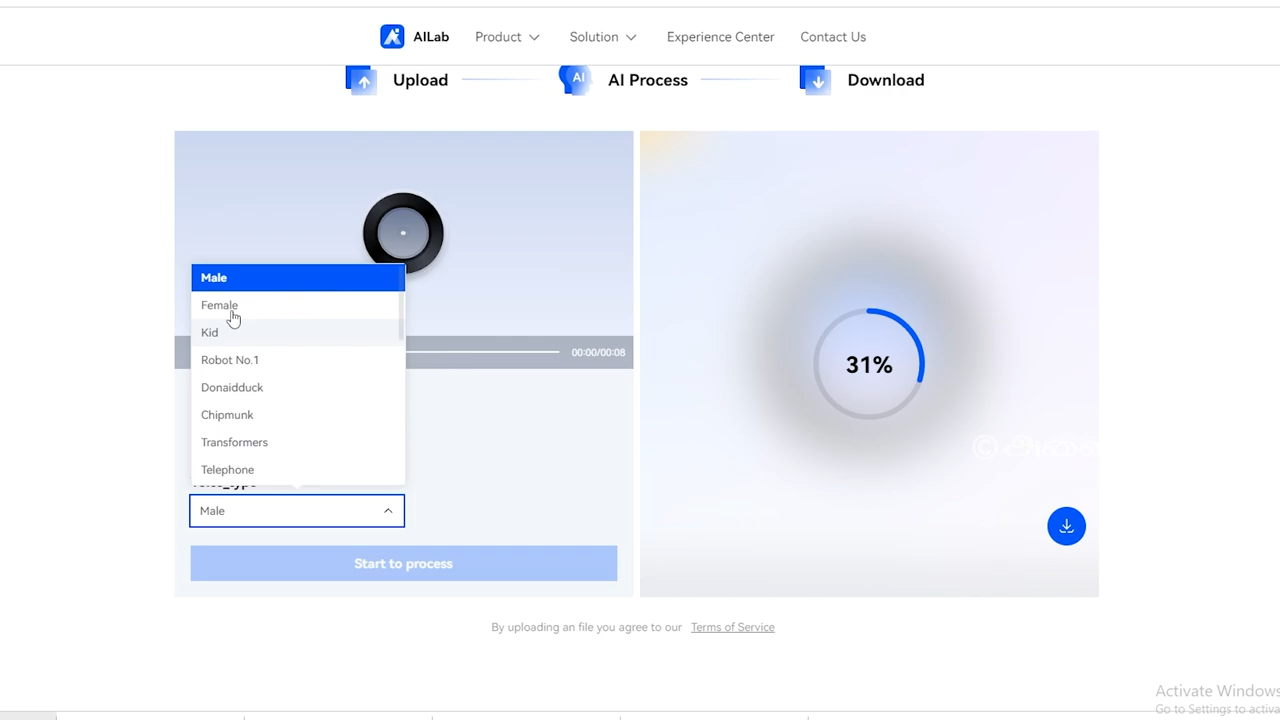 AILab
Product
Solution
Experience Center
Contact Us
Upload
AI
AI Process
Download
Male
Female
Kid
Robot No.1
Donaidduck
Chipmunk
Transformers
Telephone
00:00/00:08
31%
Male
Start to process
By uploading an file you agree to our Terms of Service
Activate Windows
Go to Settings to activa